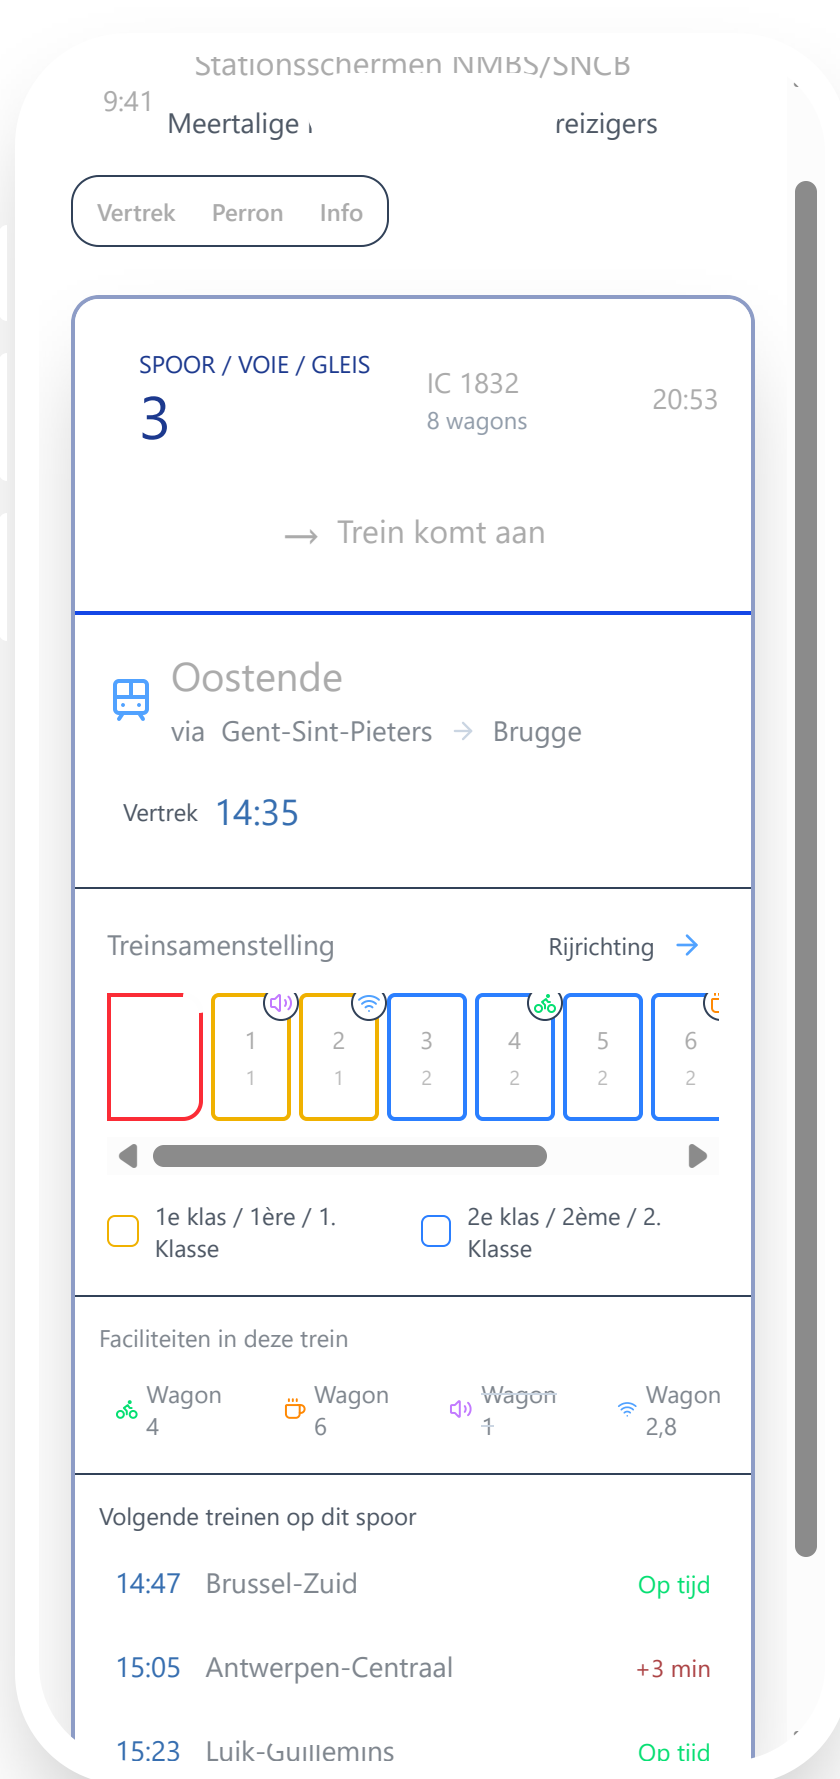 Stationsschermen NMBS/SNCB
9:41
Meertalige reizigers
Vertrek Perron Info
SPOOR / VOIE / GLEIS
3
IC 1832
8 wagons
20:53
→ Trein komt aan
Oostende
via Gent-Sint-Pieters → Brugge
Vertrek 14:35
Treinsamenstelling
Rijrichting →
1 2 3 4 5 6
1 1 2 2 2 2
1e klas / 1ère / 1.
Klasse
2e klas / 2ème / 2.
Klasse
Faciliteiten in deze trein
Wagon
4
Wagon
6
Wagon
1
Wagon
2,8
Volgende treinen op dit spoor
14:47 Brussel-Zuid Op tijd
15:05 Antwerpen-Centraal +3 min
15:23 Luik-Guillemins Op tijd